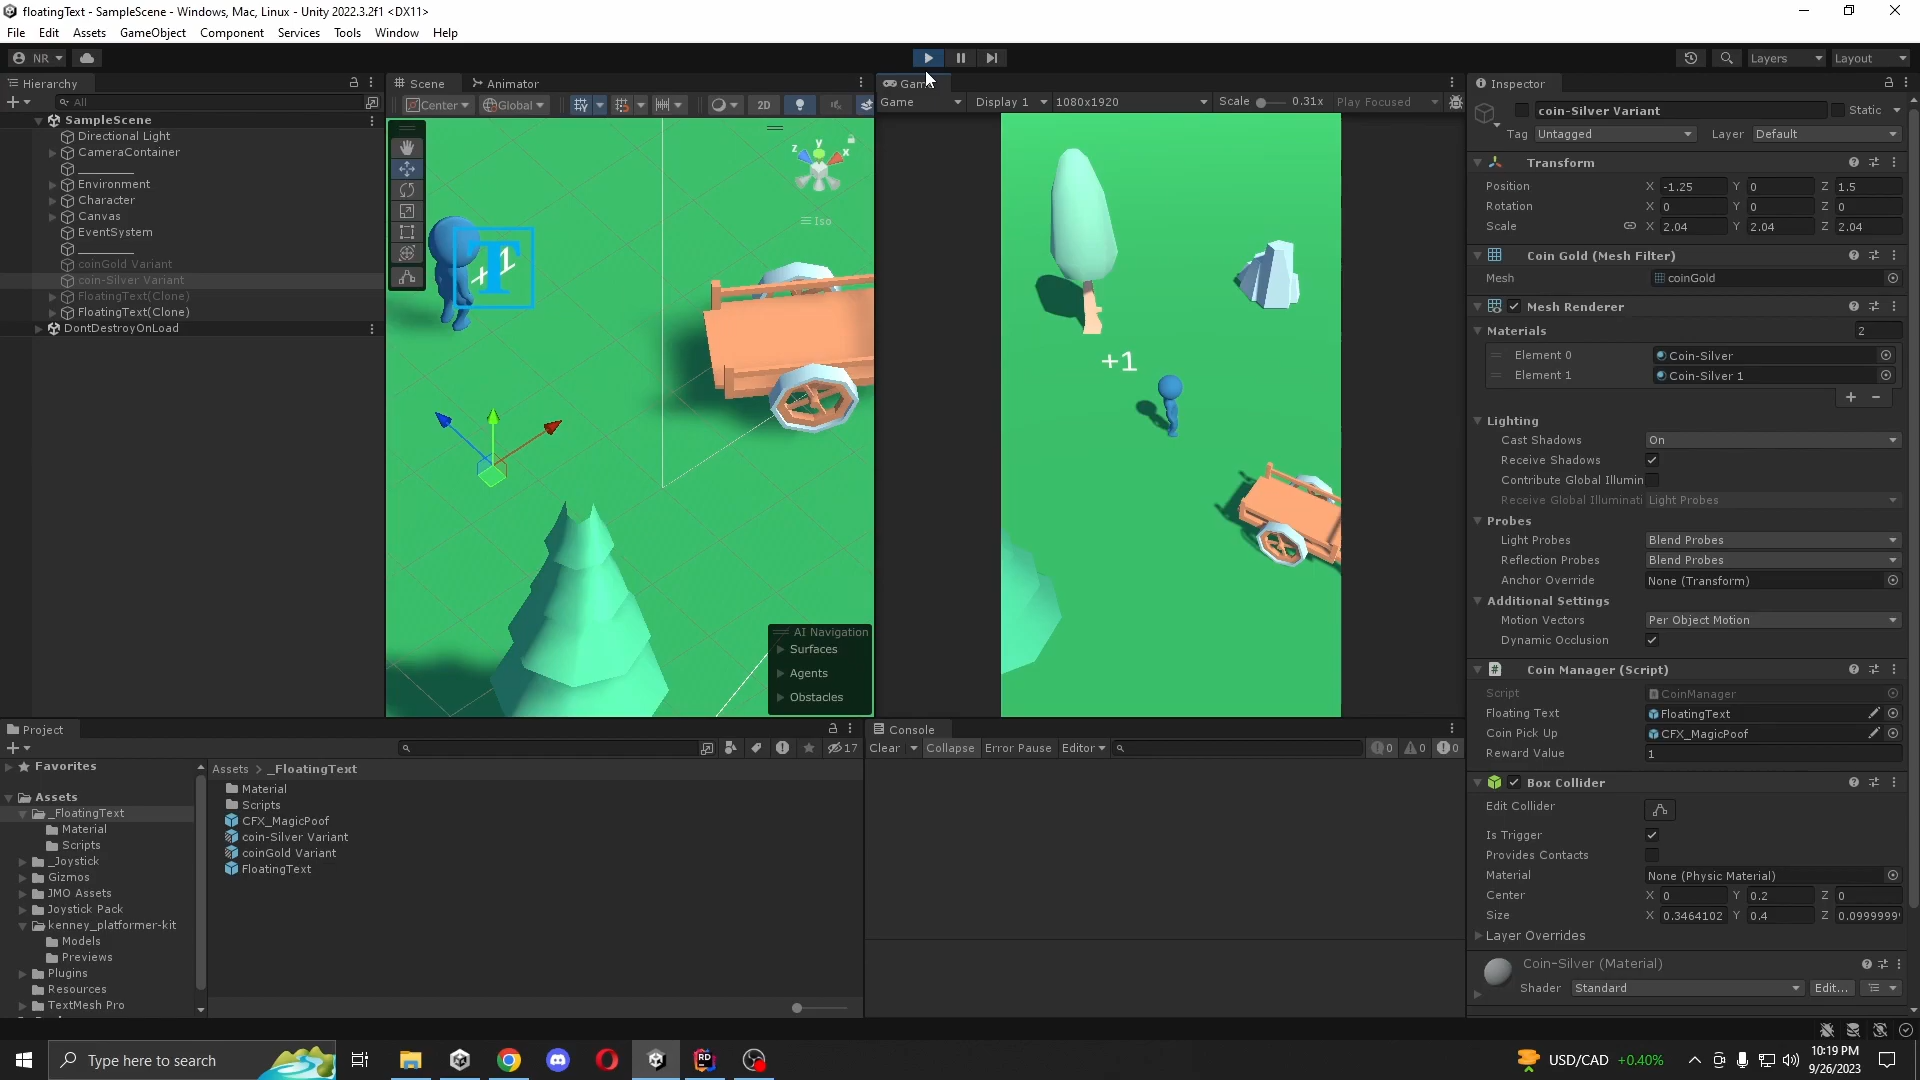 floatingText - SampleScene - Windows, Mac, Linux - Unity 2022.3.2f1 <DX11>
File Edit Assets GameObject Component Services Tools Window Help
NR
Layers Layout
Hierarchy
All
SampleScene
Directional Light
CameraContainer
_________
Environment
Character
Canvas
EventSystem
_________
coinGold Variant
coin-Silver Variant
FloatingText(Clone)
FloatingText(Clone)
DontDestroyOnLoad
Scene Animator
Center Global 2D
y
z x
Iso
T
+1
AI Navigation
Surfaces
Agents
Obstacles
Game
Game Display 1 1080x1920 Scale 0.31x Play Focused
+1
Inspector
coin-Silver Variant Static
Tag Untagged Layer Default
Transform
Position X -1.25 Y 0 Z 1.5
Rotation X 0 Y 0 Z 0
Scale X 2.04 Y 2.04 Z 2.04
Coin Gold (Mesh Filter)
Mesh coinGold
Mesh Renderer
Materials 2
Element 0 Coin-Silver
Element 1 Coin-Silver 1
Lighting
Cast Shadows On
Receive Shadows
Contribute Global Illumin
Receive Global Illuminati Light Probes
Probes
Light Probes Blend Probes
Reflection Probes Blend Probes
Anchor Override None (Transform)
Additional Settings
Motion Vectors Per Object Motion
Dynamic Occlusion
Coin Manager (Script)
Script CoinManager
Floating Text FloatingText
Coin Pick Up CFX_MagicPoof
Reward Value 1
Box Collider
Edit Collider
Is Trigger
Provides Contacts
Material None (Physic Material)
Center X 0 Y 0.2 Z 0
Size X 0.3464102 Y 0.4 Z 0.0999999
Layer Overrides
Coin-Silver (Material)
Shader Standard Edit...
Project
17
Favorites
Assets
_FloatingText
Material
Scripts
_Joystick
Gizmos
JMO Assets
Joystick Pack
kenney_platformer-kit
Models
Previews
Plugins
Resources
TextMesh Pro
Assets > _FloatingText
Material
Scripts
CFX_MagicPoof
coin-Silver Variant
coinGold Variant
FloatingText
Console
Clear Collapse Error Pause Editor 0 0 0
Type here to search
RD
USD/CAD +0.40%
10:19 PM
9/26/2023